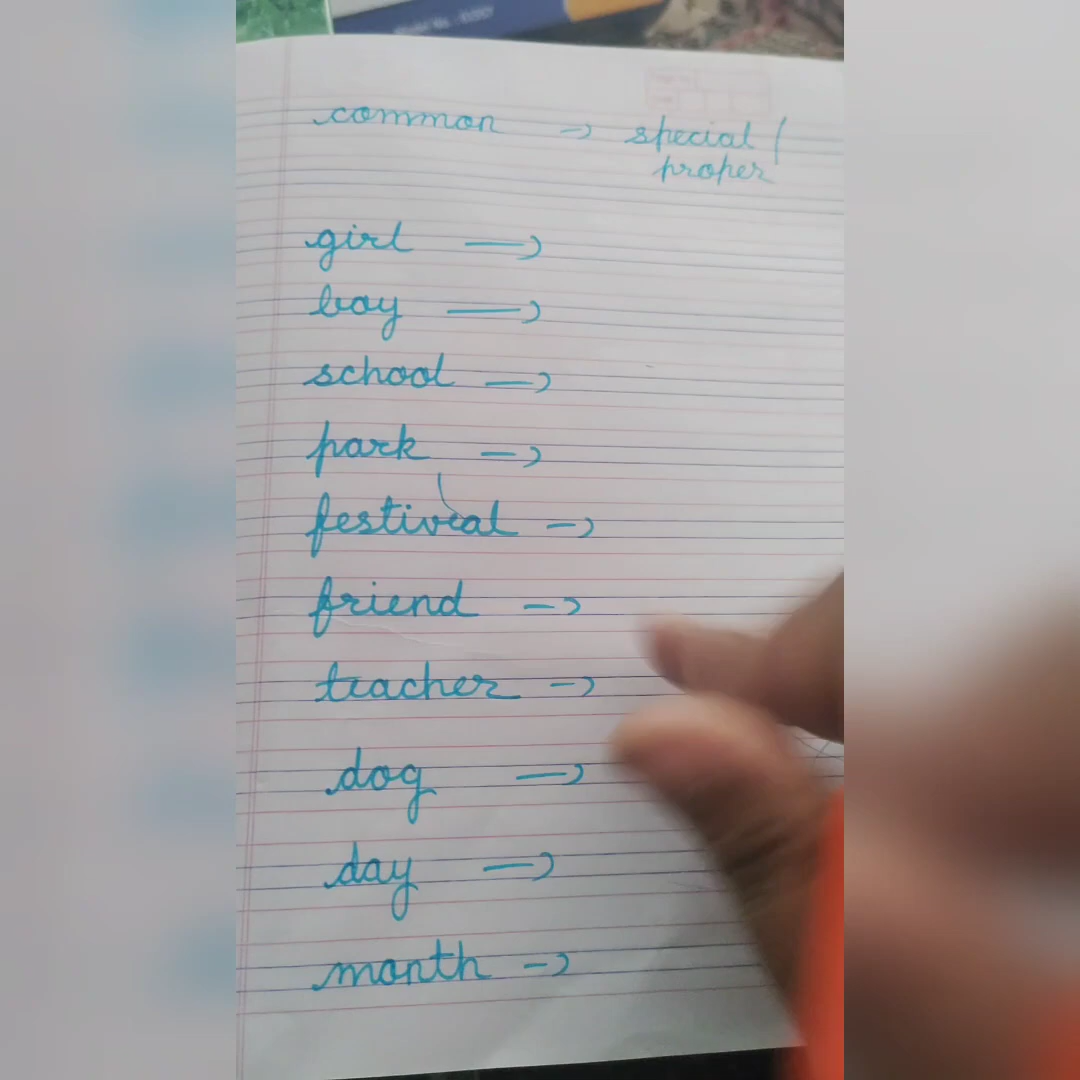 common → special /
proper
girl →
boy →
school →
park →
festival →
friend →
teacher →
dog →
day →
month →